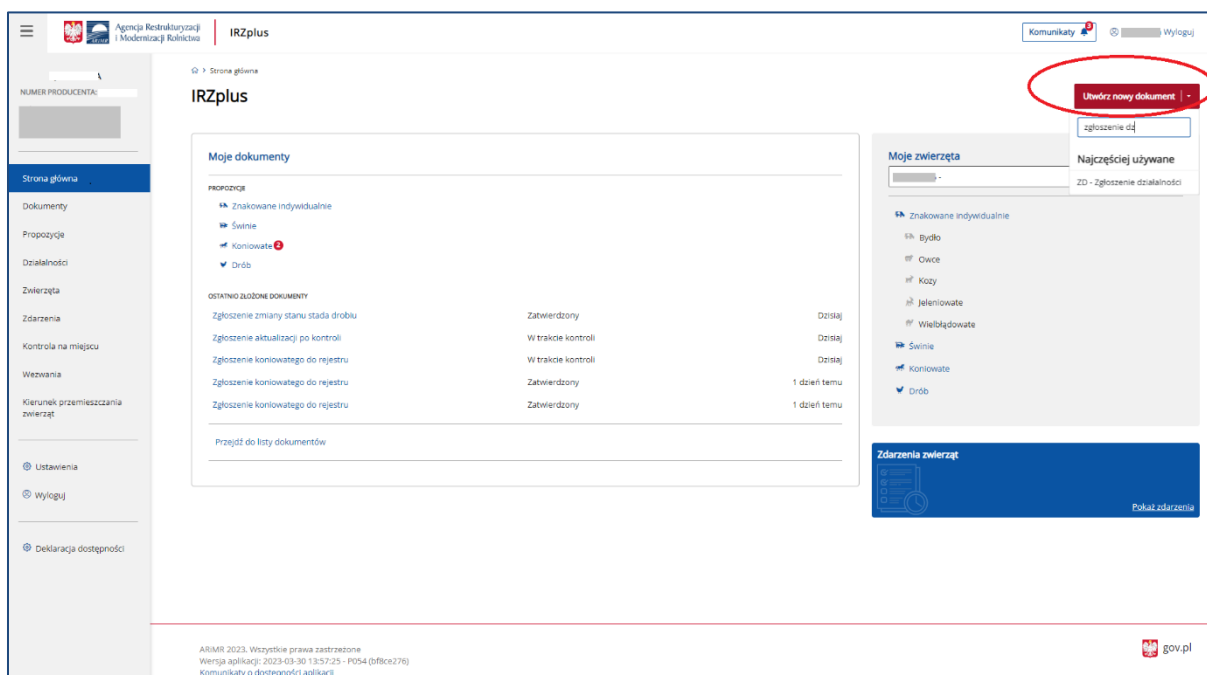 Agencja Restrukturyzacji
i Modernizacji Rolnictwa
IRZplus
Komunikaty 3
Wyloguj
NUMER PRODUCENTA:
Strona główna
IRZplus
Utwórz nowy dokument
zgłoszenie dz
Najczęściej używane
ZD - Zgłoszenie działalności
Strona główna
Dokumenty
Propozycje
Działalności
Zwierzęta
Zdarzenia
Kontrola na miejscu
Wezwania
Kierunek przemieszczania
zwierząt
Ustawienia
Wyloguj
Deklaracja dostępności
Moje dokumenty
PROPOZYCJE
Znakowane indywidualnie
Świnie
Koniowate 2
Drób
OSTATNIO ZŁOŻONE DOKUMENTY
Zgłoszenie zmiany stanu stada drobiu Zatwierdzony Dzisiaj
Zgłoszenie aktualizacji po kontroli W trakcie kontroli Dzisiaj
Zgłoszenie koniowatego do rejestru W trakcie kontroli Dzisiaj
Zgłoszenie koniowatego do rejestru Zatwierdzony 1 dzień temu
Zgłoszenie koniowatego do rejestru Zatwierdzony 1 dzień temu
Przejdź do listy dokumentów
Moje zwierzęta
Znakowane indywidualnie
Bydło
Owce
Kozy
Jeleniowate
Wielbłądowate
Świnie
Koniowate
Drób
Zdarzenia zwierząt
Pokaż zdarzenia
ARiMR 2023. Wszystkie prawa zastrzeżone
Wersja aplikacji: 2023-03-30 13:57:25 - P054 (bf8ce276)
Komunikaty o dostępności aplikacji
gov.pl